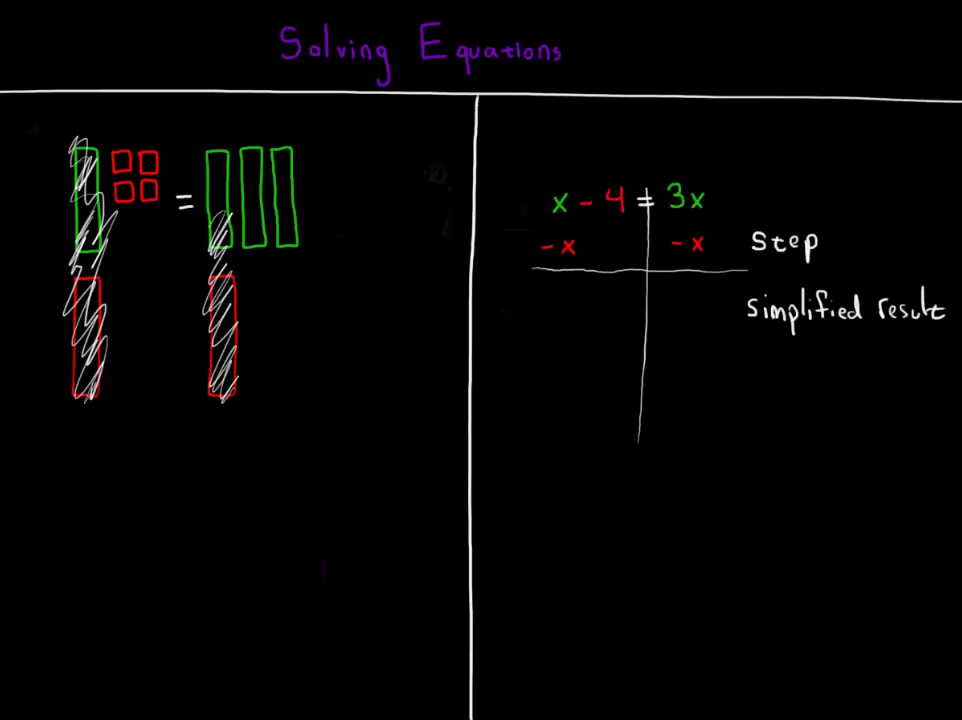 Solving Equations
=
x - 4 = 3x
-x -x Step
simplified result